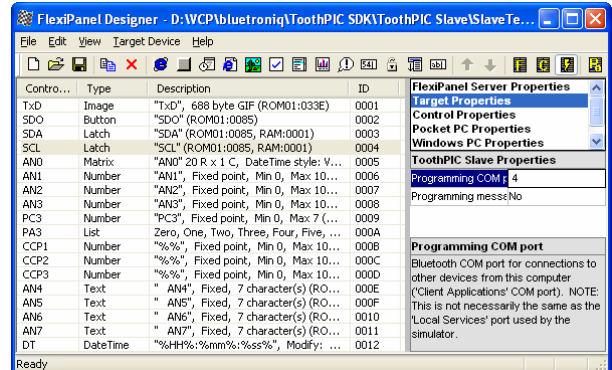 FlexiPanel Designer - D:\VCP\bluetroniq\ToothPIC SDK\ToothPIC Slave\SlaveTe...
File Edit View Target Device Help
Contro... Type Description ID
TxD Image "TxD", 688 byte GIF (ROM01:033E) 0001
SDO Button "SDO" (ROM01:0085) 0002
SDA Latch "SDA" (ROM01:0085, RAM:0001) 0003
SCL Latch "SCL" (ROM01:0085, RAM:0001) 0004
AN0 Matrix "AN0" 20 R x 1 C, DateTime style: V... 0005
AN1 Number "AN1", Fixed point, Min 0, Max 10... 0006
AN2 Number "AN2", Fixed point, Min 0, Max 10... 0007
AN3 Number "AN3", Fixed point, Min 0, Max 10... 0008
PC3 Number "PC3", Fixed point, Min 0, Max 7 (... 0009
PA3 List Zero, One, Two, Three, Four, Five, ... 000A
CCP1 Number "%%", Fixed point, Min 0, Max 10... 000B
CCP2 Number "%%", Fixed point, Min 0, Max 10... 000C
CCP3 Number "%%", Fixed point, Min 0, Max 10... 000D
AN4 Text " AN4", Fixed, 7 character(s) (RO... 000E
AN5 Text " AN5", Fixed, 7 character(s) (RO... 000F
AN6 Text " AN6", Fixed, 7 character(s) (RO... 0010
AN7 Text " AN7", Fixed, 7 character(s) (RO... 0011
DT DateTime "%HH%:%mm%:%ss%", Modify: ... 0012
FlexiPanel Server Properties
Target Properties
Control Properties
Pocket PC Properties
Windows PC Properties
ToothPIC Slave Properties
Programming COM p 4
Programming messa No
Programming COM port
Bluetooth COM port for connections to
other devices from this computer
('Client Applications' COM port). NOTE:
This is not necessarily the same as the
'Local Services' port used by the
simulator.
Ready